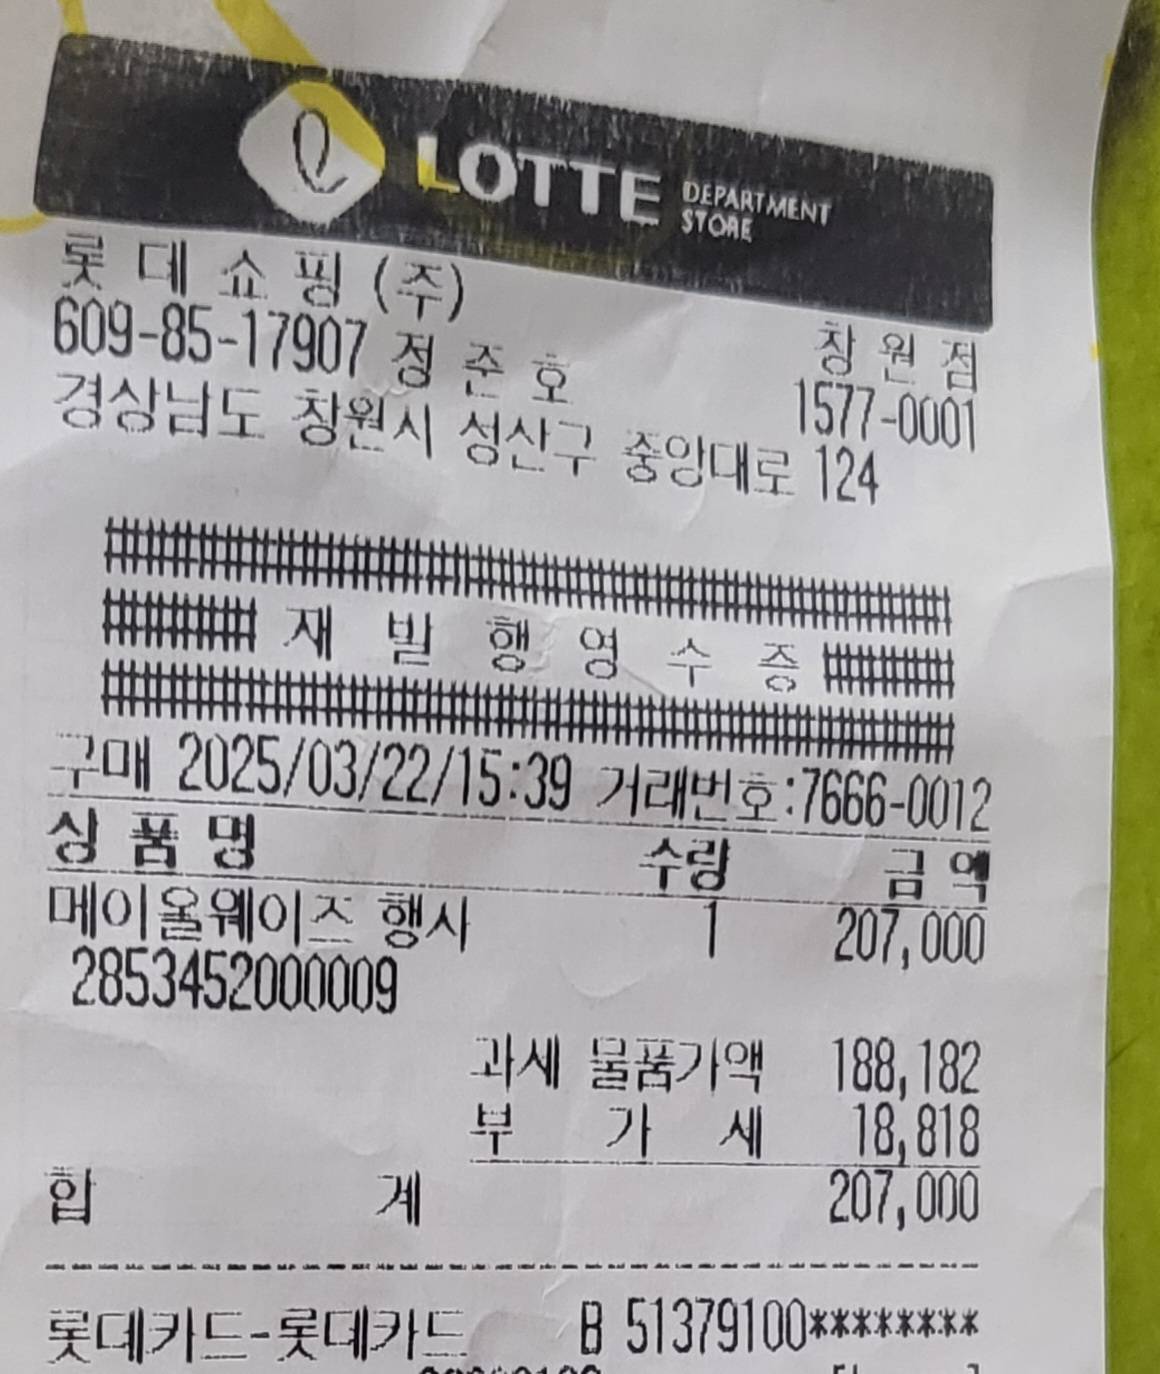 LOTTE DEPARTMENT STORE
롯데쇼핑(주) 창원점
609-85-17907 정준호 1577-0001
경상남도 창원시 성산구 중앙대로 124
재발행영수증
구매 2025/03/22/15:39 거래번호:7666-0012
상품명 수량 금액
메이올웨이즈 행사 1 207,000
2853452000009
과세 물품가액 188,182
부가세 18,818
합계 207,000
롯데카드-롯데카드 B 51379100********